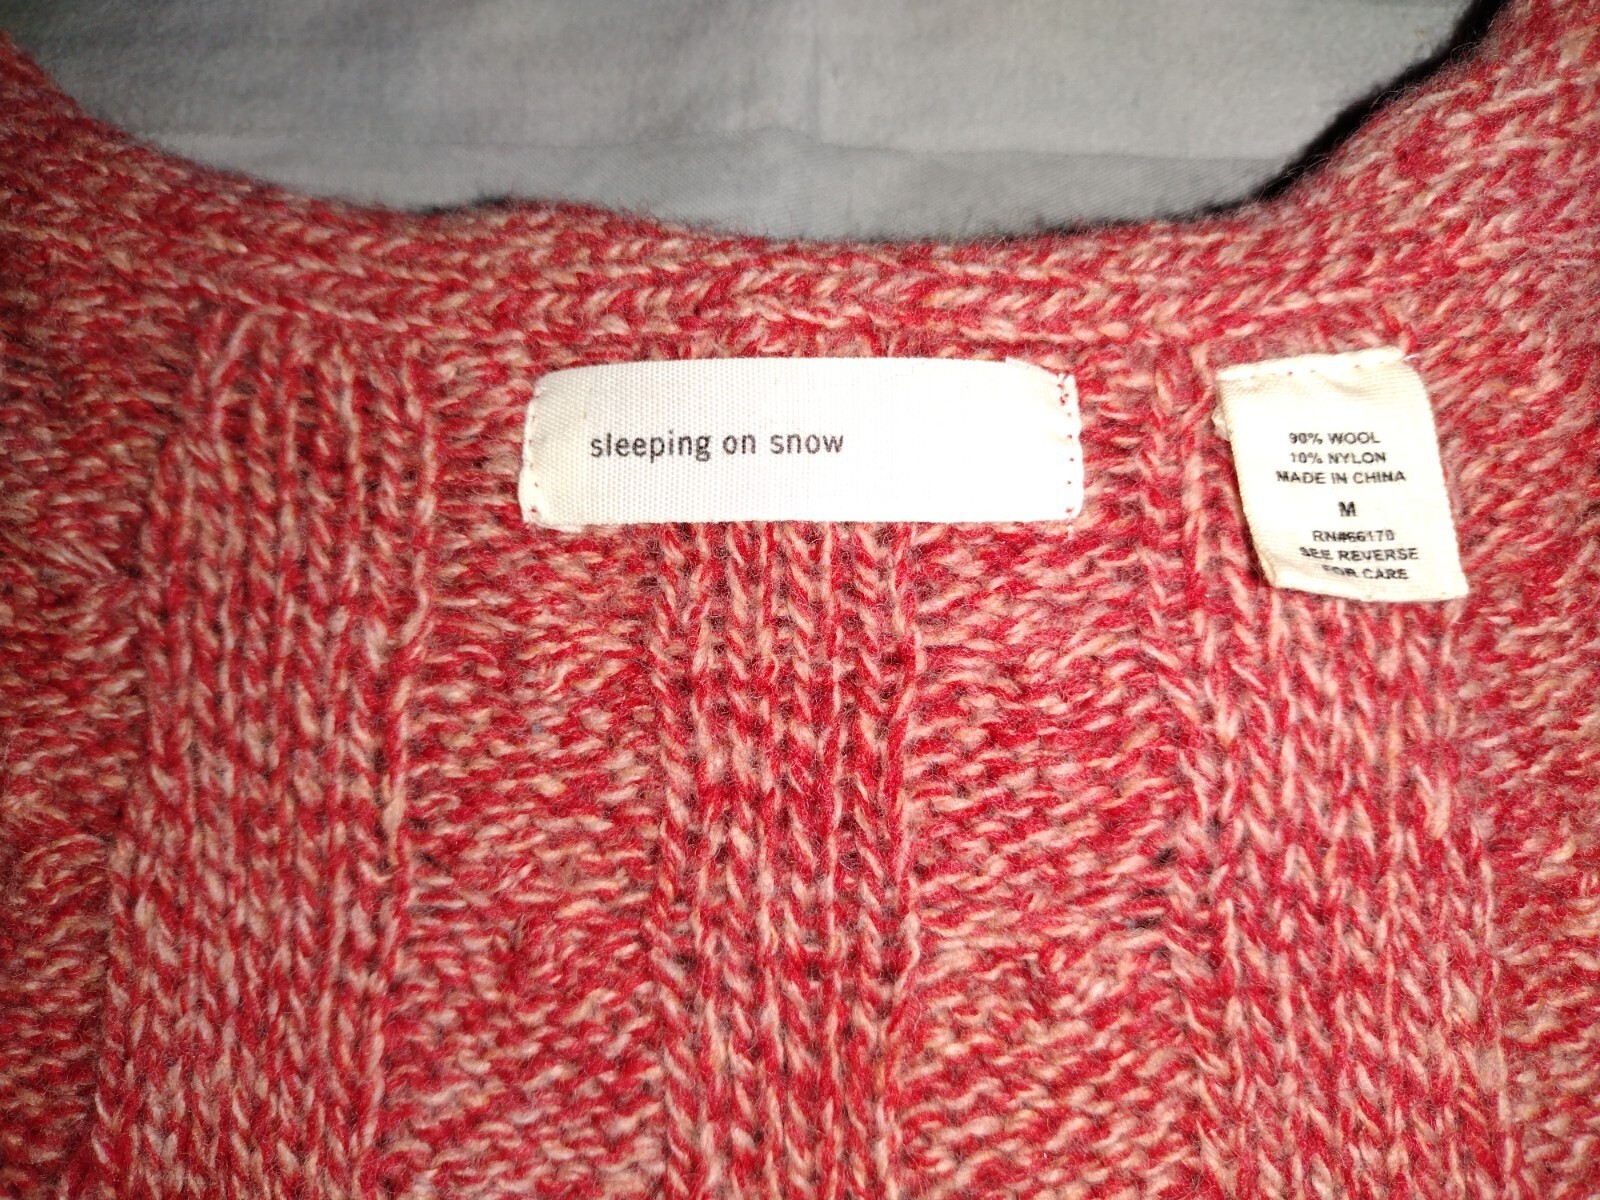 sleeping on snow
90% WOOL
10% NYLON
MADE IN CHINA
M
RN#66170
SEE REVERSE
FOR CARE